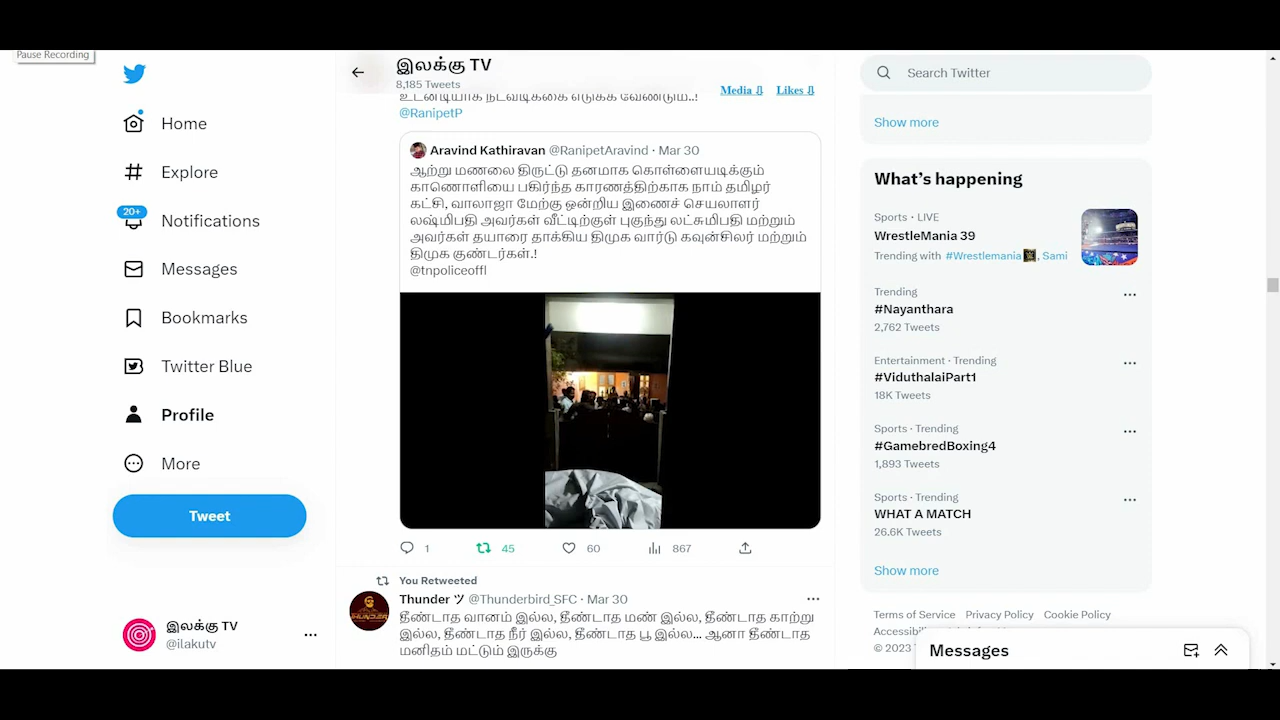 Pause Recording
Home
Explore
20+
Notifications
Messages
Bookmarks
Twitter Blue
Profile
More
Tweet
இலக்கு TV
@ilakutv
இலக்கு TV
8,185 Tweets
Media ⇩ Likes ⇩
உடனடியாக நடவடிக்கை எடுக்க வேண்டும்..!
@RanipetP
Aravind Kathiravan @RanipetAravind · Mar 30
ஆற்று மணலை திருட்டு தனமாக கொள்ளையடிக்கும்
காணொளியை பகிர்ந்த காரணத்திற்காக நாம் தமிழர்
கட்சி, வாலாஜா மேற்கு ஒன்றிய இணைச் செயலாளர்
லஷ்மிபதி அவர்கள் வீட்டிற்குள் புகுந்து லட்சுமிபதி மற்றும்
அவர்கள் தயாரை தாக்கிய திமுக வார்டு கவுன்சிலர் மற்றும்
திமுக குண்டர்கள்.!
@tnpoliceoffl
1 45 60 867
You Retweeted
Thunder ツ @Thunderbird_SFC · Mar 30
THUNDER
தீண்டாத வானம் இல்ல, தீண்டாத மண் இல்ல, தீண்டாத காற்று
இல்ல, தீண்டாத நீர் இல்ல, தீண்டாத பூ இல்ல... ஆனா தீண்டாத
மனிதம் மட்டும் இருக்கு
Search Twitter
Show more
What's happening
Sports · LIVE
WrestleMania 39
Trending with #Wrestlemania, Sami
Trending
#Nayanthara
2,762 Tweets
Entertainment · Trending
#ViduthalaiPart1
18K Tweets
Sports · Trending
#GamebredBoxing4
1,893 Tweets
Sports · Trending
WHAT A MATCH
26.6K Tweets
Show more
Terms of Service Privacy Policy Cookie Policy
© 2023
Messages